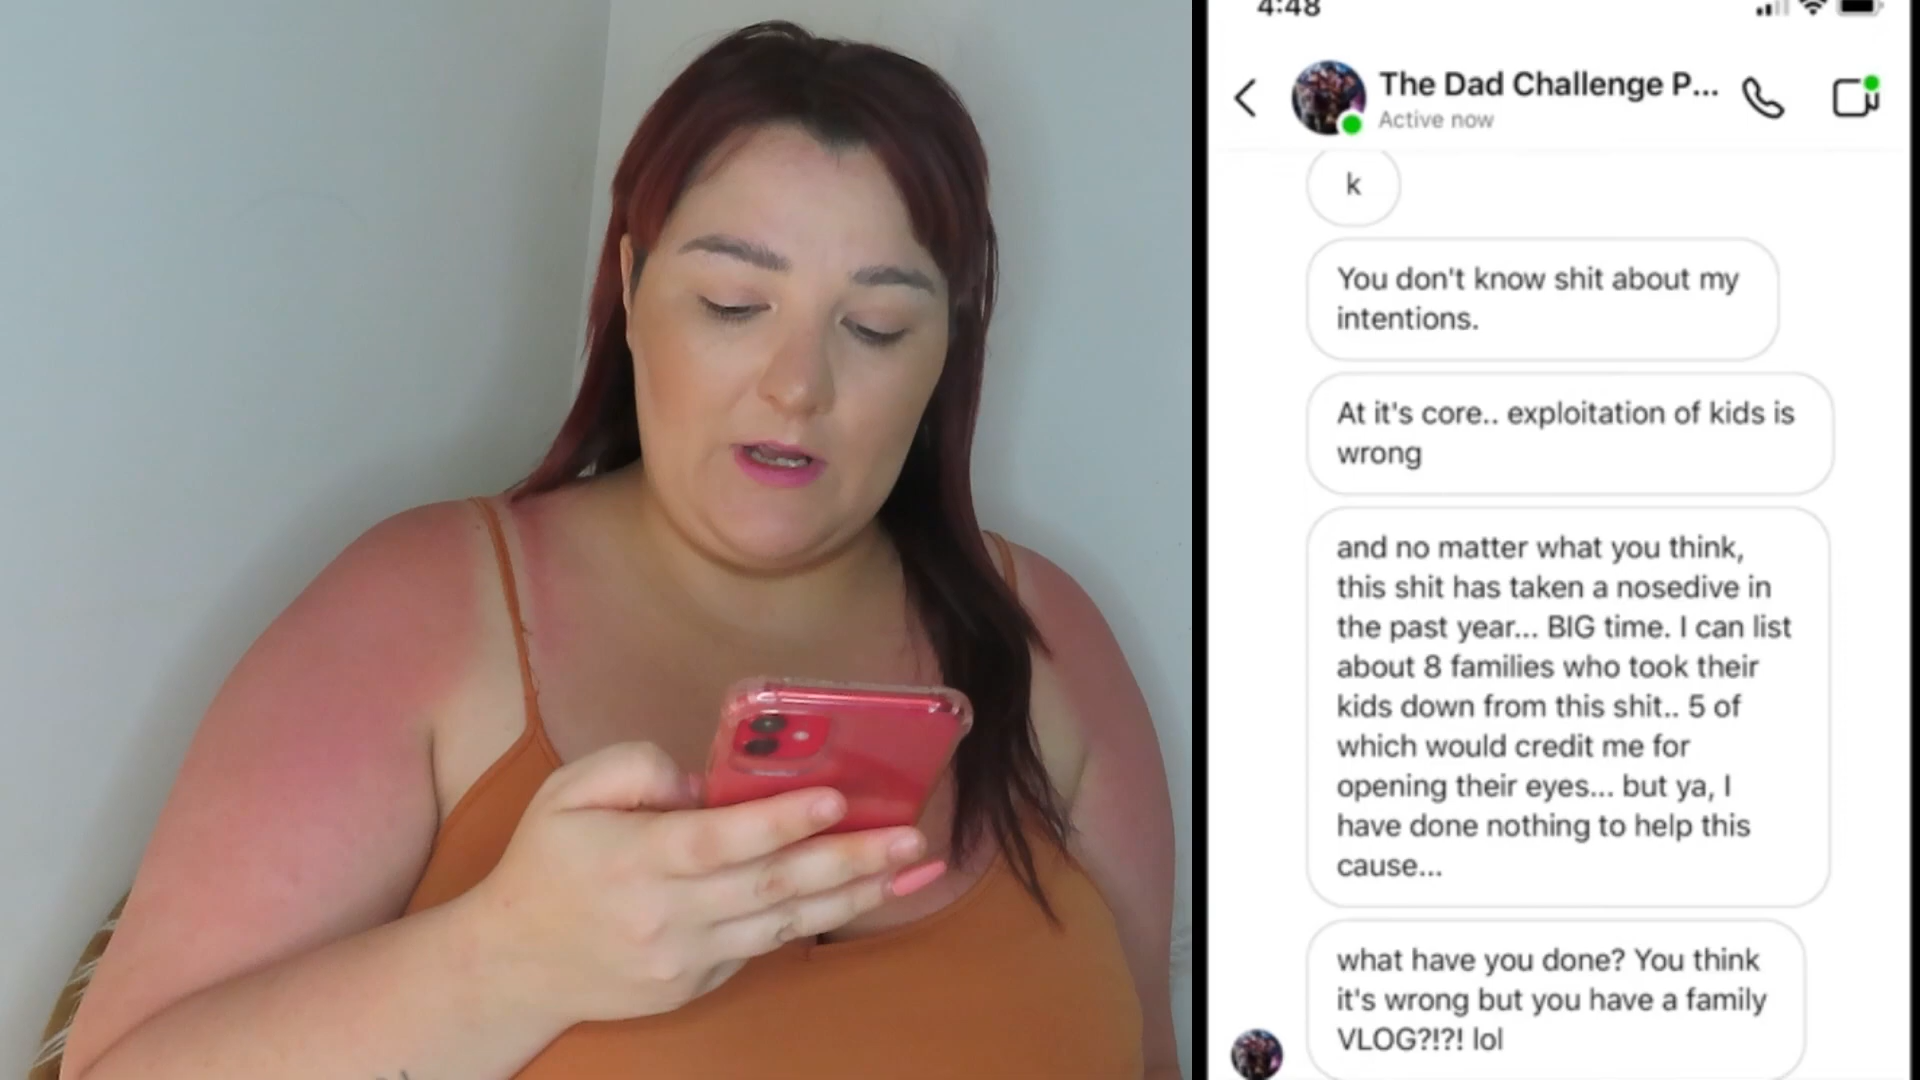 4:48
The Dad Challenge P...
Active now
k
You don't know shit about my
intentions.
At it's core.. exploitation of kids is
wrong
and no matter what you think,
this shit has taken a nosedive in
the past year... BIG time. I can list
about 8 families who took their
kids down from this shit.. 5 of
which would credit me for
opening their eyes... but ya, I
have done nothing to help this
cause...
what have you done? You think
it's wrong but you have a family
VLOG?!?! lol